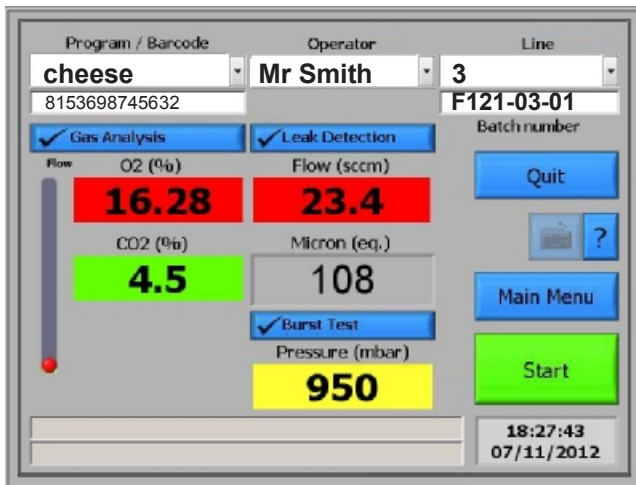 Program / Barcode
Operator
Line
cheese
Mr Smith
3
8153698745632
F121-03-01
Batch number
Gas Analysis
Leak Detection
Flow
O2 (%)
Flow (sccm)
16.28
23.4
Quit
CO2 (%)
Micron (eq.)
?
4.5
108
Main Menu
Burst Test
Pressure (mbar)
950
Start
18:27:43
07/11/2012